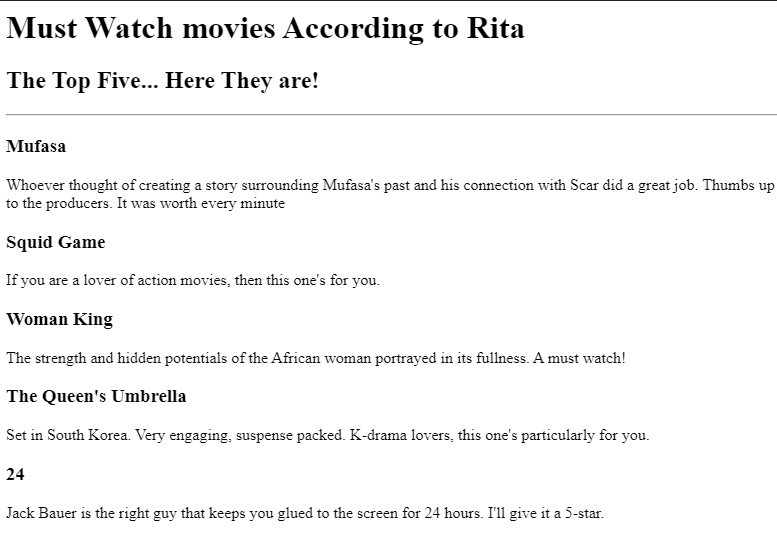 Must Watch movies According to Rita
The Top Five... Here They are!
Mufasa
Whoever thought of creating a story surrounding Mufasa's past and his connection with Scar did a great job. Thumbs up
to the producers. It was worth every minute
Squid Game
If you are a lover of action movies, then this one's for you.
Woman King
The strength and hidden potentials of the African woman portrayed in its fullness. A must watch!
The Queen's Umbrella
Set in South Korea. Very engaging, suspense packed. K-drama lovers, this one's particularly for you.
24
Jack Bauer is the right guy that keeps you glued to the screen for 24 hours. I'll give it a 5-star.